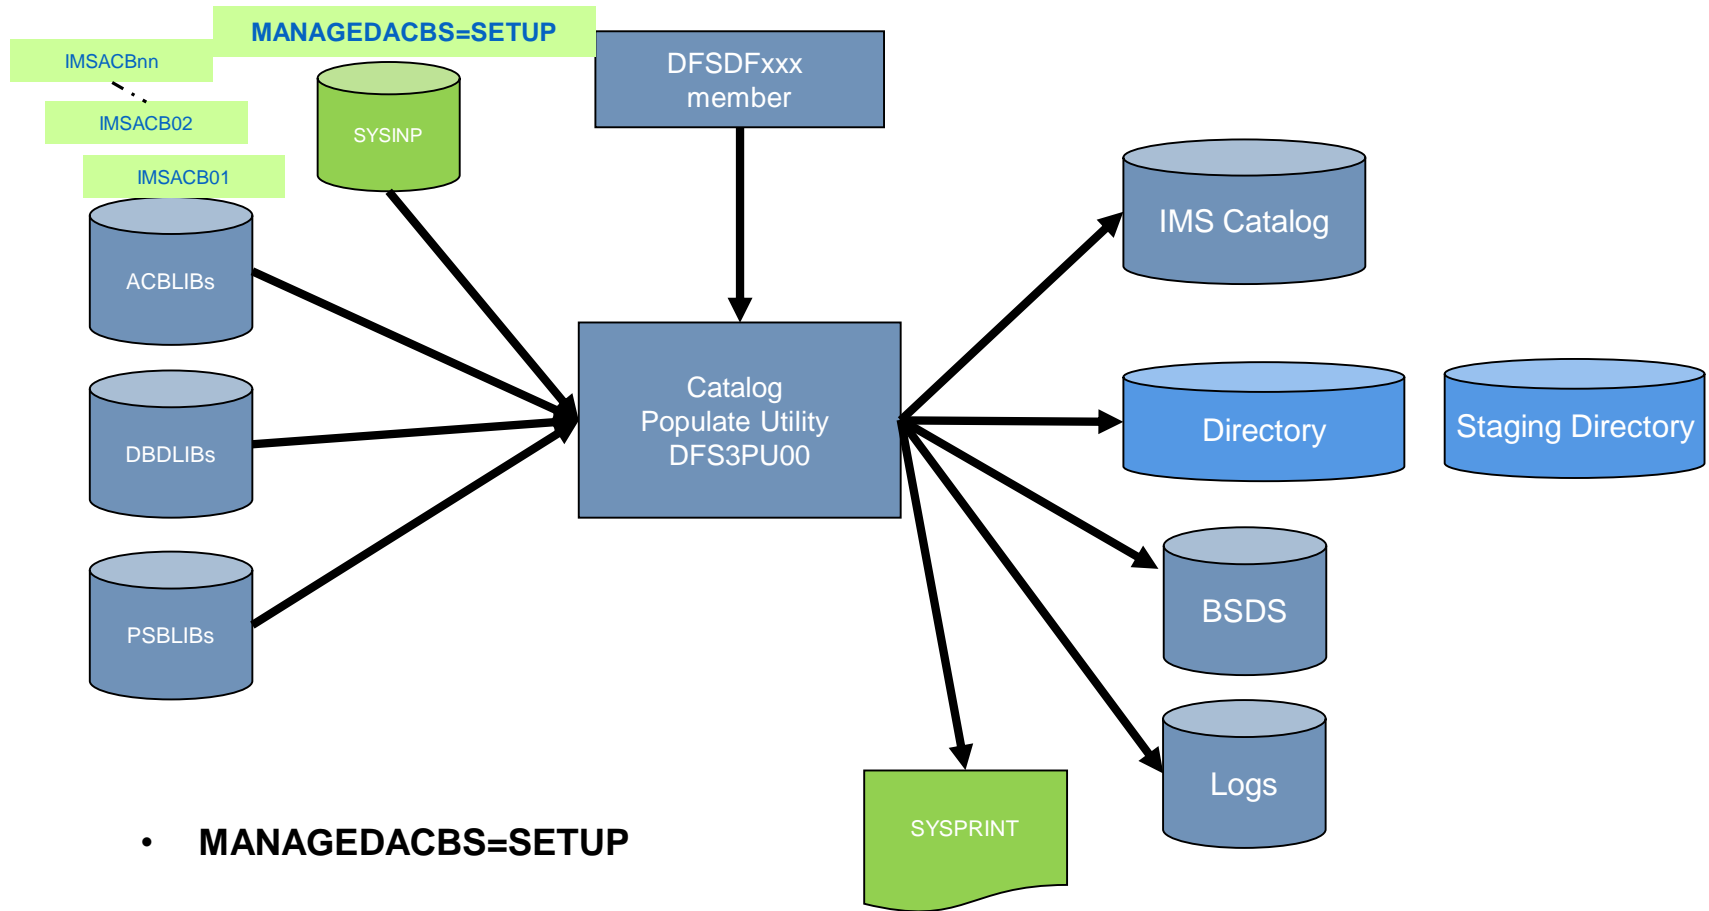 MANAGEDACBS=SETUP
IMSACBnn
IMSACB02
IMSACB01
SYSINP
DFSDFxxx
member
ACBLIBs
DBDLIBs
PSBLIBs
Catalog
Populate Utility
DFS3PU00
IMS Catalog
Directory
Staging Directory
BSDS
Logs
SYSPRINT
• MANAGEDACBS=SETUP